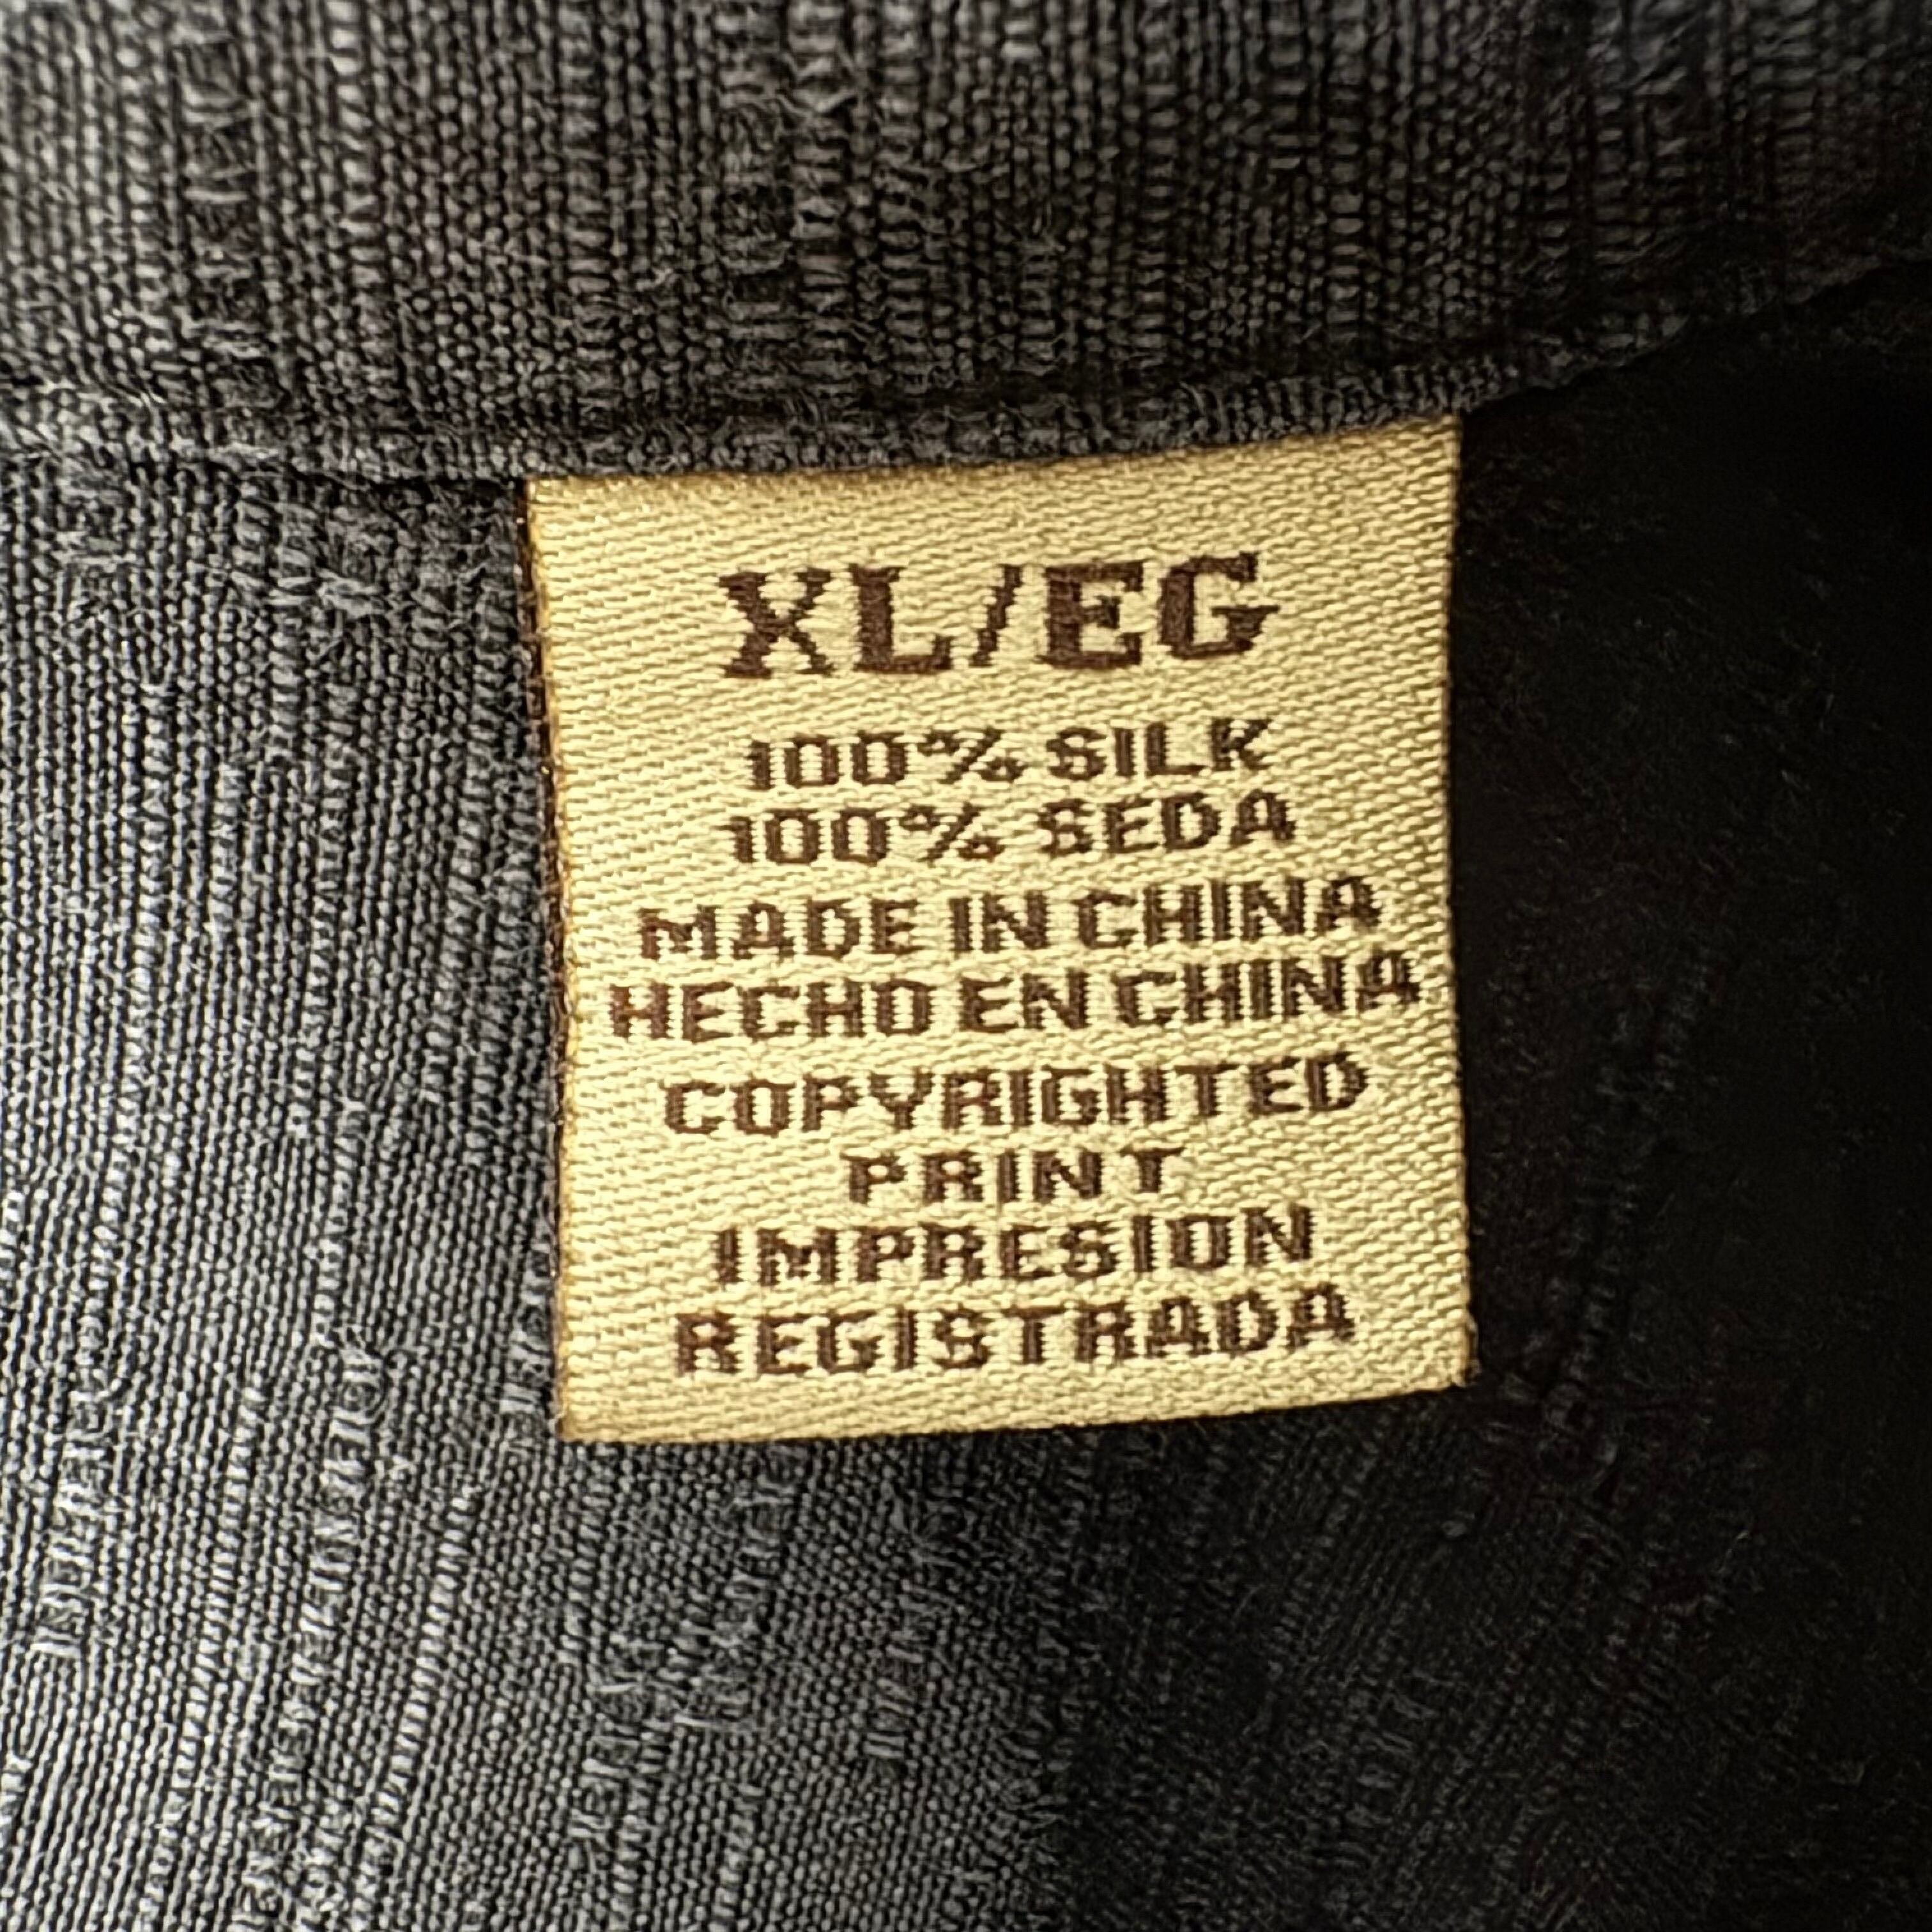 XL/EG
100% SILK
100% SEDA
MADE IN CHINA
HECHO EN CHINA
COPYRIGHTED
PRINT
IMPRESION
REGISTRADA